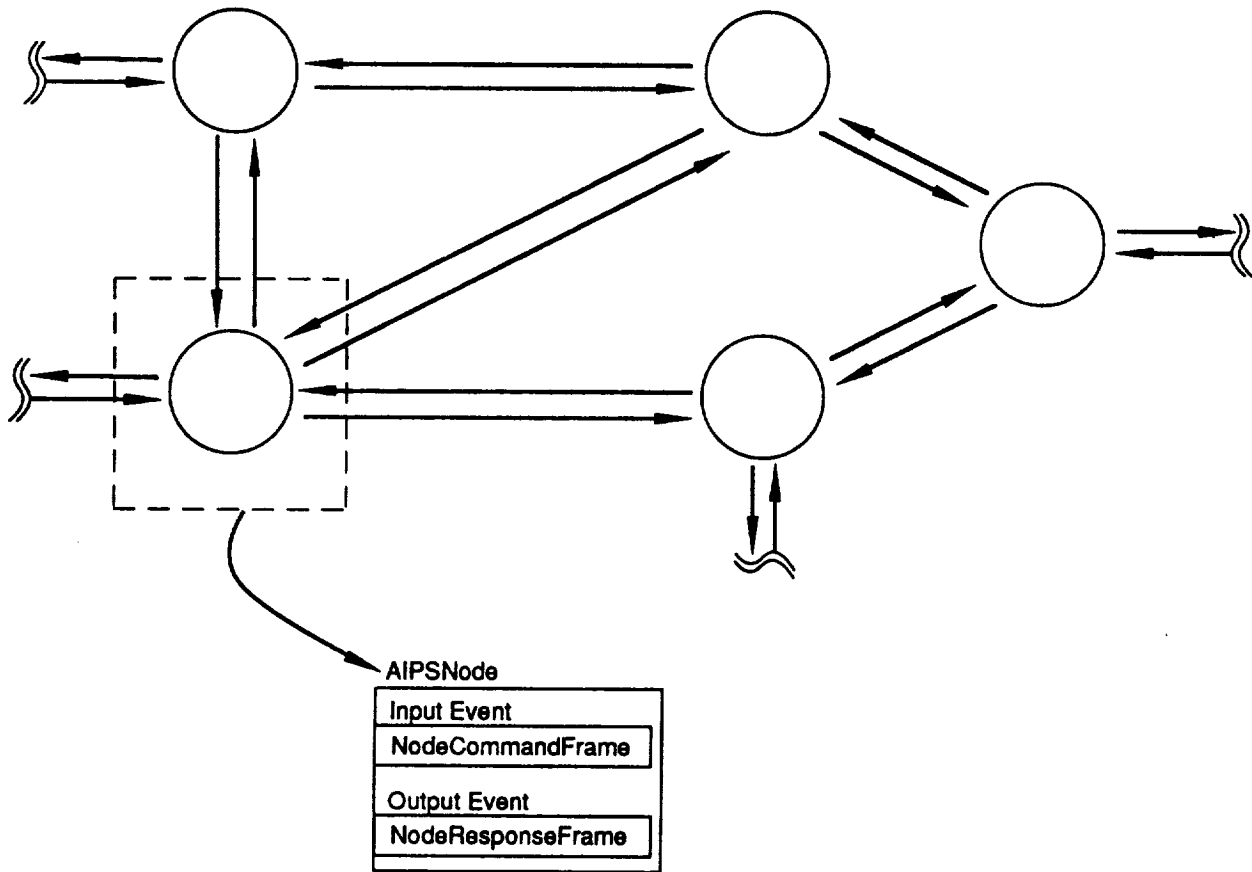 AIPSNode
Input Event
NodeCommandFrame
Output Event
NodeResponseFrame